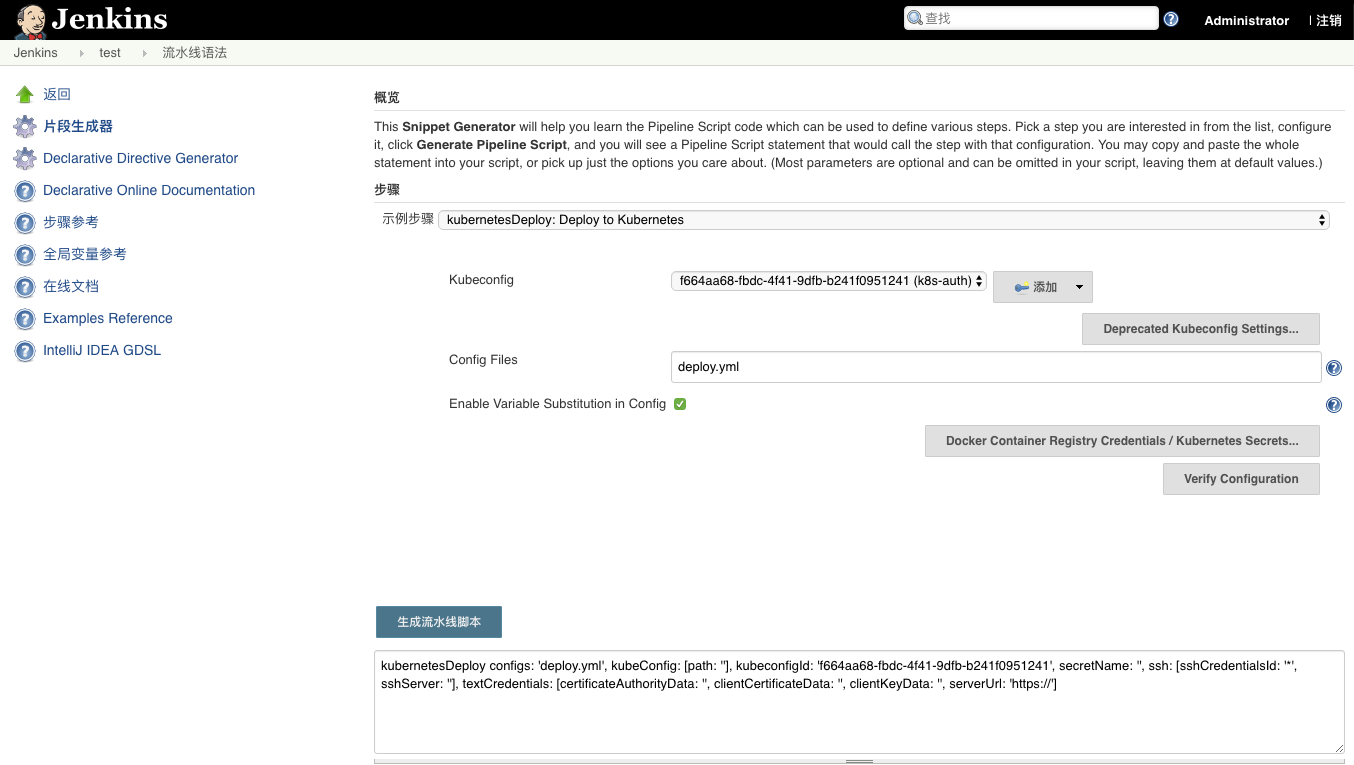 Jenkins
查找
Administrator
| 注销
Jenkins test 流水线语法
返回
片段生成器
Declarative Directive Generator
Declarative Online Documentation
步骤参考
全局变量参考
在线文档
Examples Reference
IntelliJ IDEA GDSL
概览
This Snippet Generator will help you learn the Pipeline Script code which can be used to define various steps. Pick a step you are interested in from the list, configure
it, click Generate Pipeline Script, and you will see a Pipeline Script statement that would call the step with that configuration. You may copy and paste the whole
statement into your script, or pick up just the options you care about. (Most parameters are optional and can be omitted in your script, leaving them at default values.)
步骤
示例步骤 kubernetesDeploy: Deploy to Kubernetes
Kubeconfig f664aa68-fbdc-4f41-9dfb-b241f0951241 (k8s-auth) 添加
Deprecated Kubeconfig Settings...
Config Files deploy.yml
Enable Variable Substitution in Config
Docker Container Registry Credentials / Kubernetes Secrets...
Verify Configuration
生成流水线脚本
kubernetesDeploy configs: 'deploy.yml', kubeConfig: [path: ''], kubeconfigId: 'f664aa68-fbdc-4f41-9dfb-b241f0951241', secretName: '', ssh: [sshCredentialsId: '*',
sshServer: ''], textCredentials: [certificateAuthorityData: '', clientCertificateData: '', clientKeyData: '', serverUrl: 'https://']